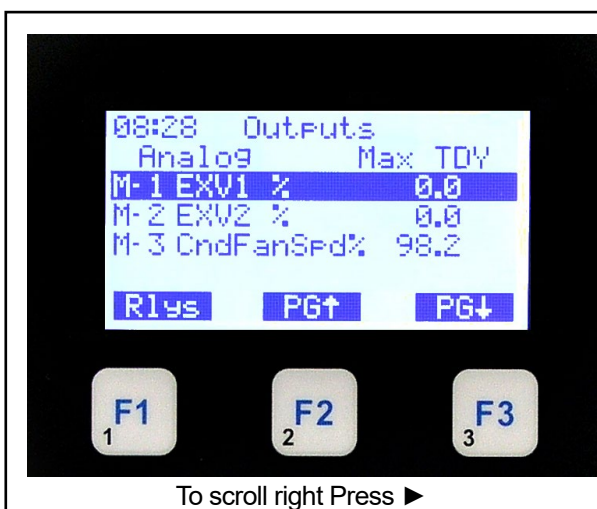 08:28 Outputs
Analog Max TDY
M-1 EXV1 % 0.0
M-2 EXV2 % 0.0
M-3 CndFanSpd% 98.2
Rlys PG↑ PG↓
F1 F2 F3
1 2 3
To scroll right Press ►